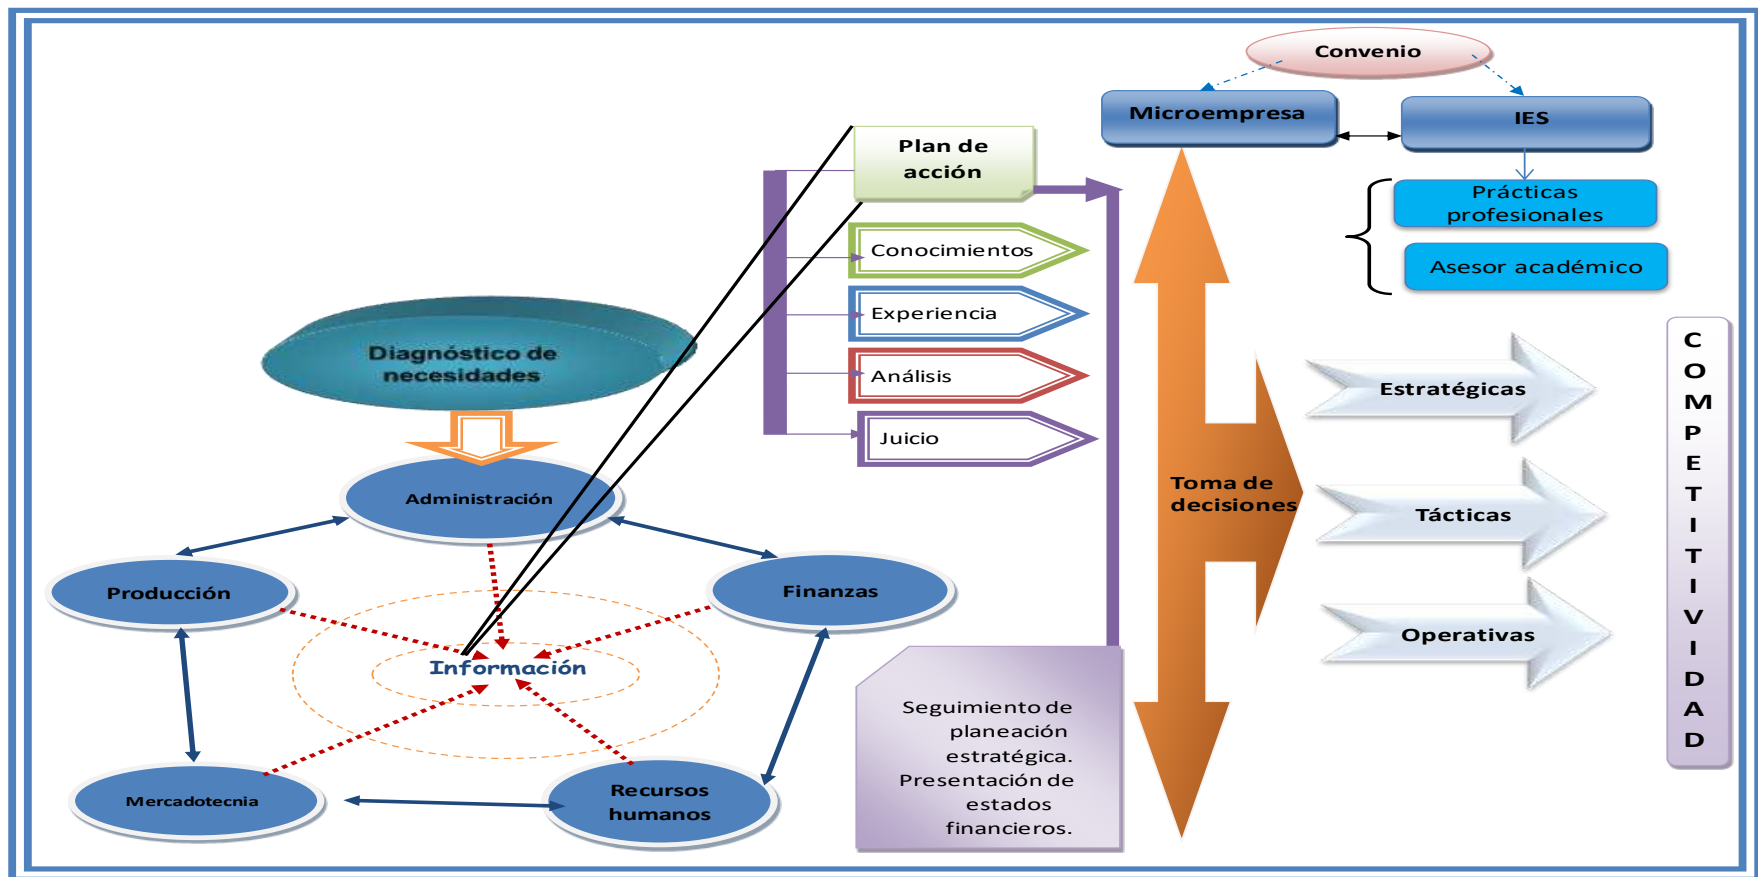 Convenio
Microempresa
IES
Plan de
acción
Prácticas
profesionales
Asesor académico
Conocimientos
Experiencia
Análisis
Juicio
Diagnóstico de
necesidades
Administración
Producción
Finanzas
Información
Mercadotecnia
Recursos
humanos
Seguimiento de
planeación
estratégica.
Presentación de
estados
financieros.
Toma de
decisiones
Estratégicas
Tácticas
Operativas
C
O
M
P
E
T
I
T
I
V
I
D
A
D